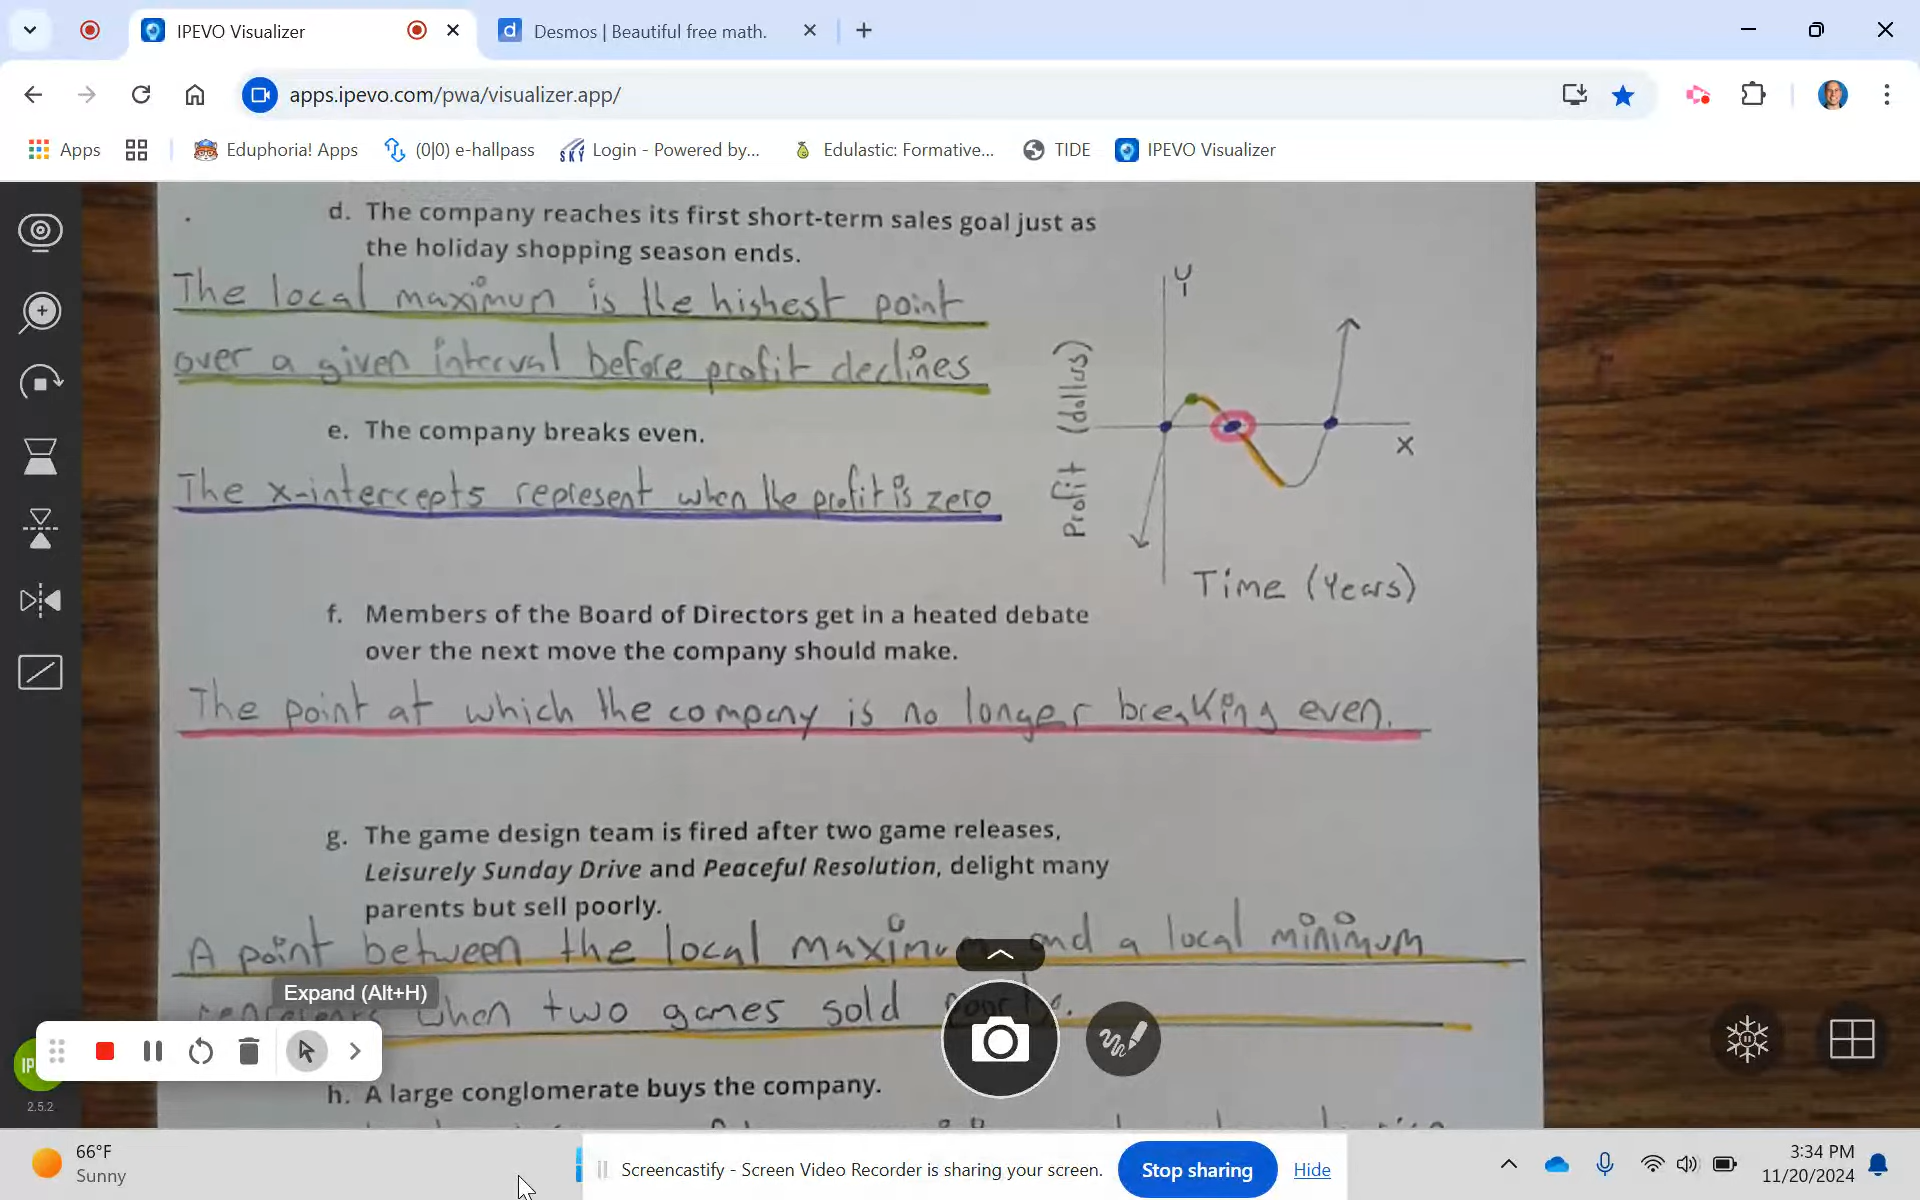 IPEVO Visualizer
Desmos | Beautiful free math.
apps.ipevo.com/pwa/visualizer.app/
Apps
Eduphoria! Apps
(0|0) e-hallpass
Login - Powered by...
Edulastic: Formative...
TIDE
IPEVO Visualizer
d. The company reaches its first short-term sales goal just as
the holiday shopping season ends.
The local maximum is the highest point
over a given interval before profit declines
e. The company breaks even.
The x-intercepts represent when the profit is zero
y
Profit (dollars)
x
Time (Years)
f. Members of the Board of Directors get in a heated debate
over the next move the company should make.
The point at which the company is no longer breaking even.
g. The game design team is fired after two game releases,
Leisurely Sunday Drive and Peaceful Resolution, delight many
parents but sell poorly.
A point between the local maximum and a local minimum
when two games sold
h. A large conglomerate buys the company.
Expand (Alt+H)
2.5.2
66°F
Sunny
Screencastify - Screen Video Recorder is sharing your screen.
Stop sharing
Hide
3:34 PM
11/20/2024